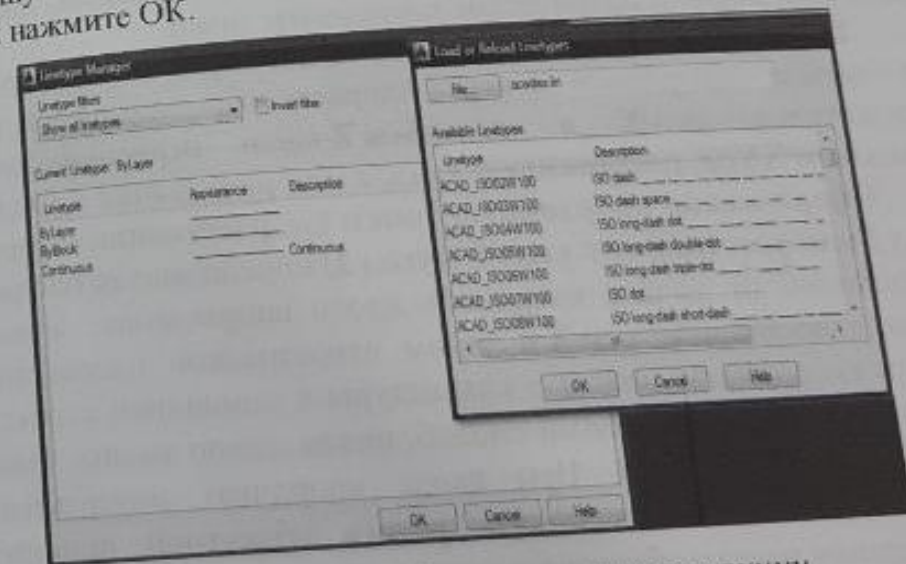 нажмите ОК.
Linetype Manager
Linetype filters
Show all linetypes
Invert filter
Current Linetype: ByLayer
Linetype Appearance Description
ByLayer
ByBlock
Continuous Continuous
OK Cancel Help
Load or Reload Linetypes
File...
Available Linetypes
Linetype Description
ACAD_ISO02W100 ISO dash
ACAD_ISO03W100 ISO dash space
ACAD_ISO04W100 ISO long-dash dot
ACAD_ISO05W100 ISO long-dash double-dot
ACAD_ISO06W100 ISO long-dash triple-dot
ACAD_ISO07W100 ISO dot
ACAD_ISO08W100 ISO long-dash short-dash
OK Cancel Help